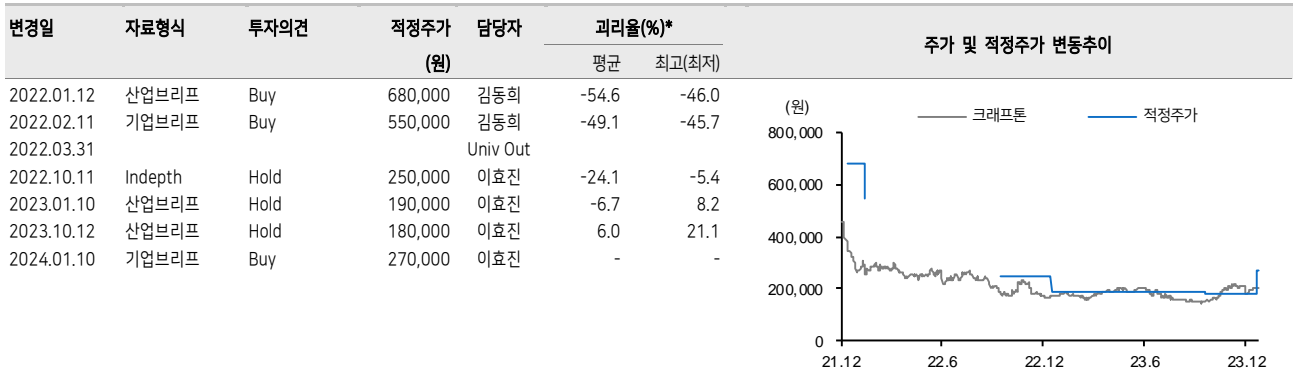 변경일 자료형식 투자의견 적정주가 담당자 괴리율(%)* 주가 및 적정주가 변동추이
(원) 평균 최고(최저)
2022.01.12 산업브리프 Buy 680,000 김동희 -54.6 -46.0
2022.02.11 기업브리프 Buy 550,000 김동희 -49.1 -45.7
2022.03.31 Univ Out
2022.10.11 Indepth Hold 250,000 이효진 -24.1 -5.4
2023.01.10 산업브리프 Hold 190,000 이효진 -6.7 8.2
2023.10.12 산업브리프 Hold 180,000 이효진 6.0 21.1
2024.01.10 기업브리프 Buy 270,000 이효진 - -
(원)
크래프톤 적정주가
800,000
600,000
400,000
200,000
0
21.12 22.6 22.12 23.6 23.12